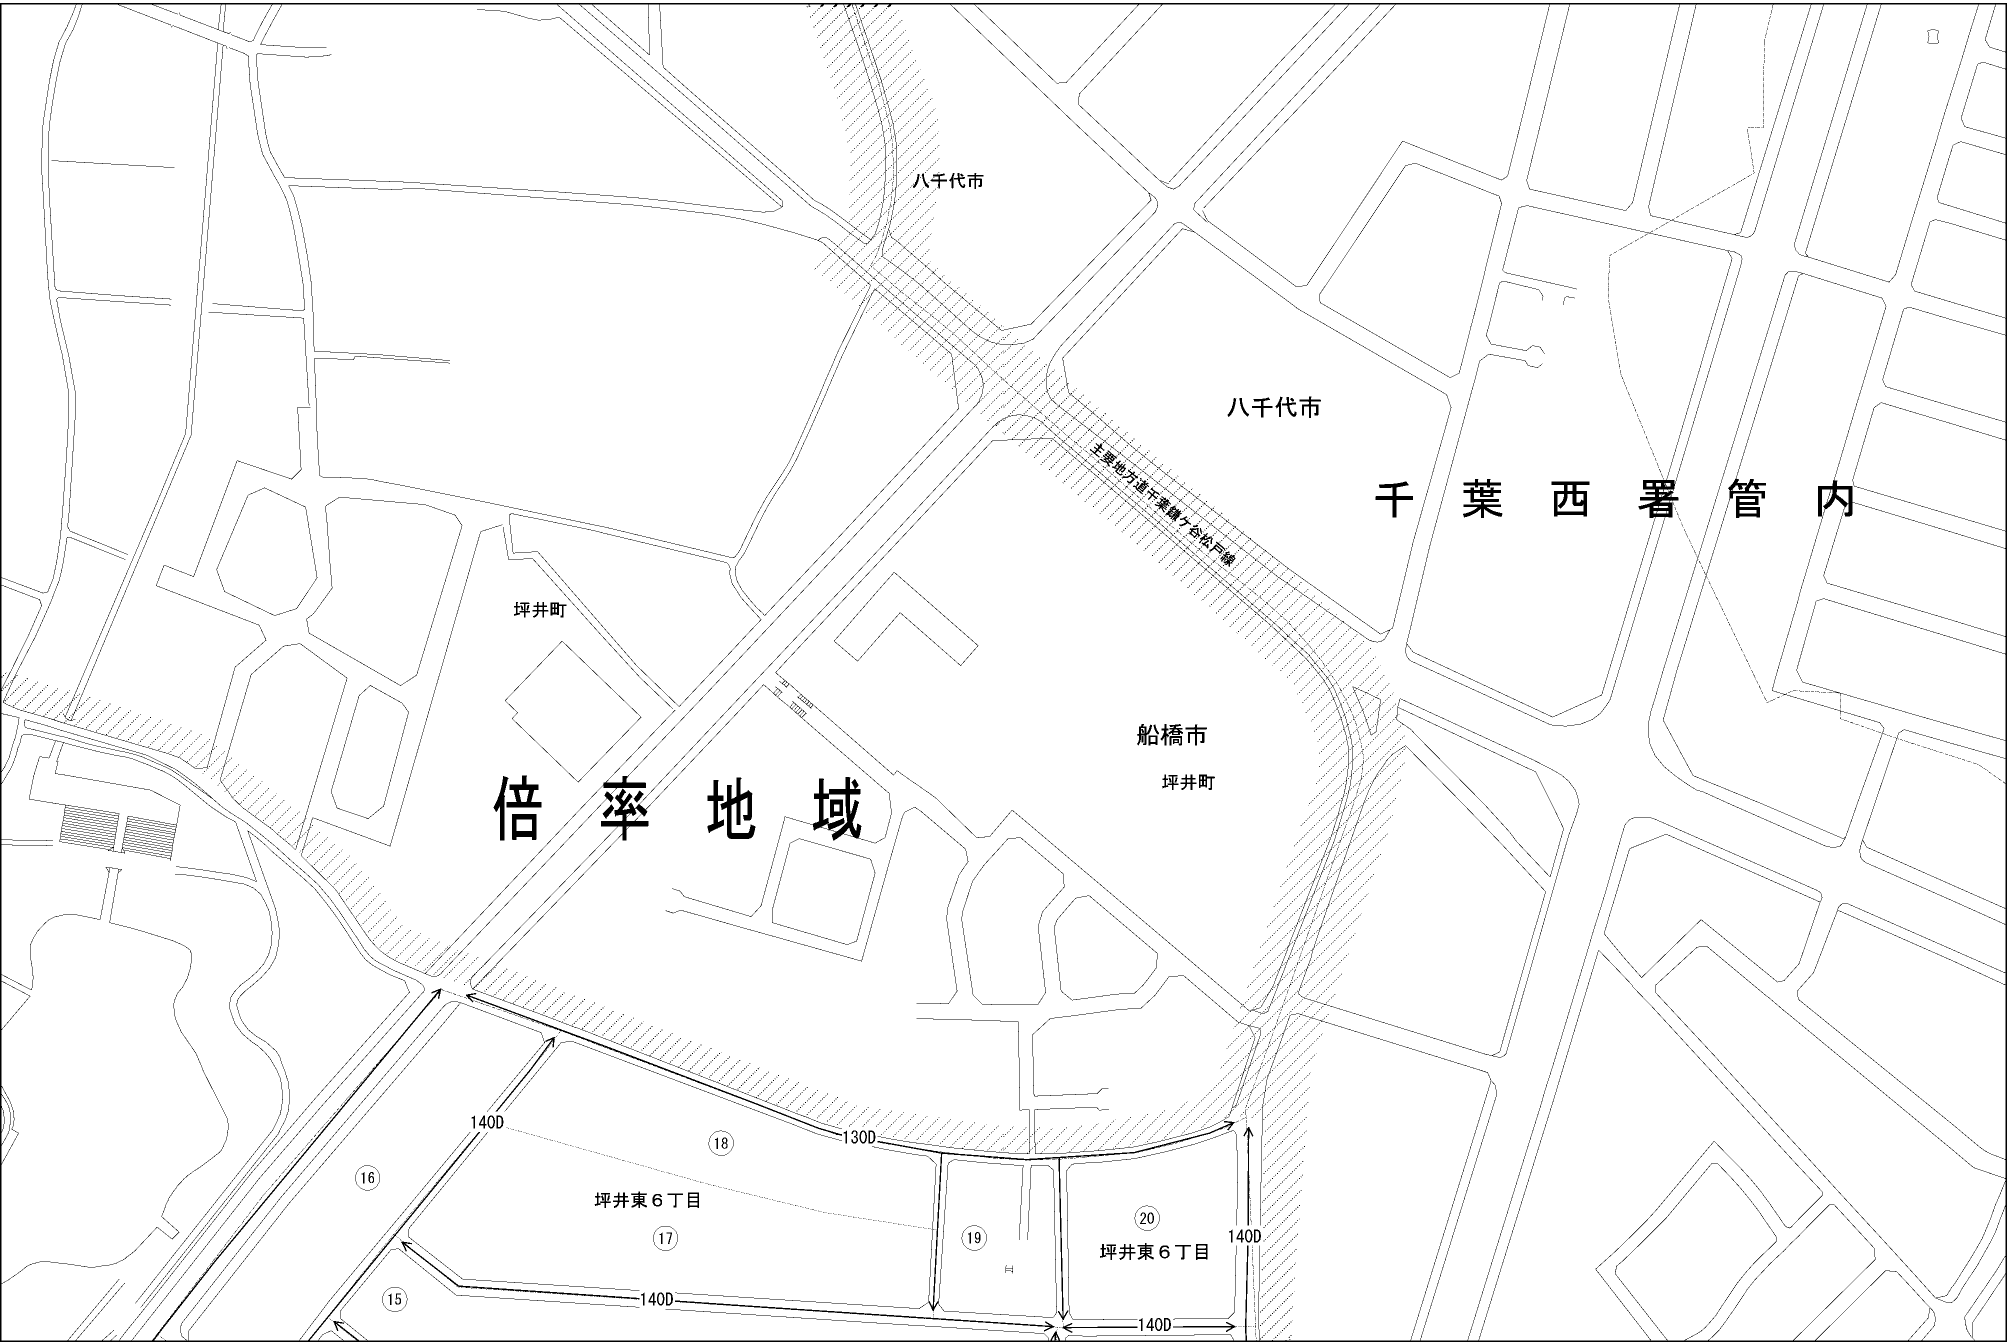 八千代市
八千代市
主要地方道千葉鎌ケ谷松戸線
千葉西署管内
坪井町
船橋市
坪井町
倍率地域
140D
130D
18
16
坪井東６丁目
17
19
20
坪井東６丁目
140D
15
140D
140D